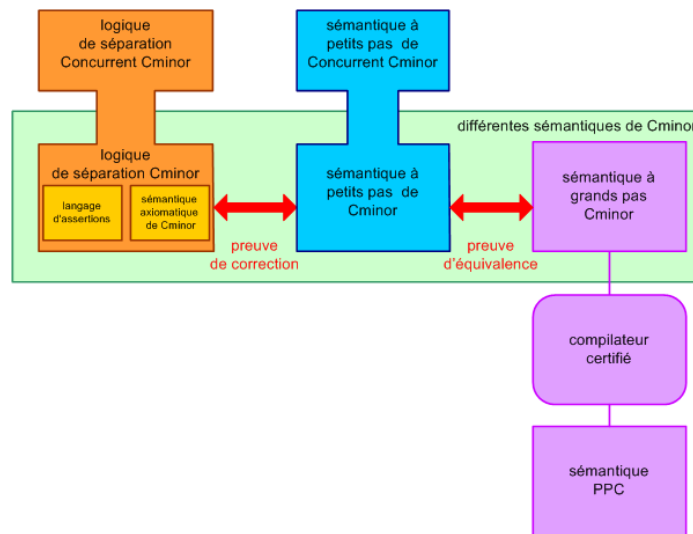 logique
de séparation
Concurrent Cminor
sémantique à
petits pas de
Concurrent Cminor
différentes sémantiques de Cminor
logique
de séparation Cminor
langage
d'assertions
sémantique
axiomatique
de Cminor
sémantique à
petits pas de
Cminor
sémantique à
grands pas
Cminor
preuve
de correction
preuve
d'équivalence
compilateur
certifié
sémantique
PPC